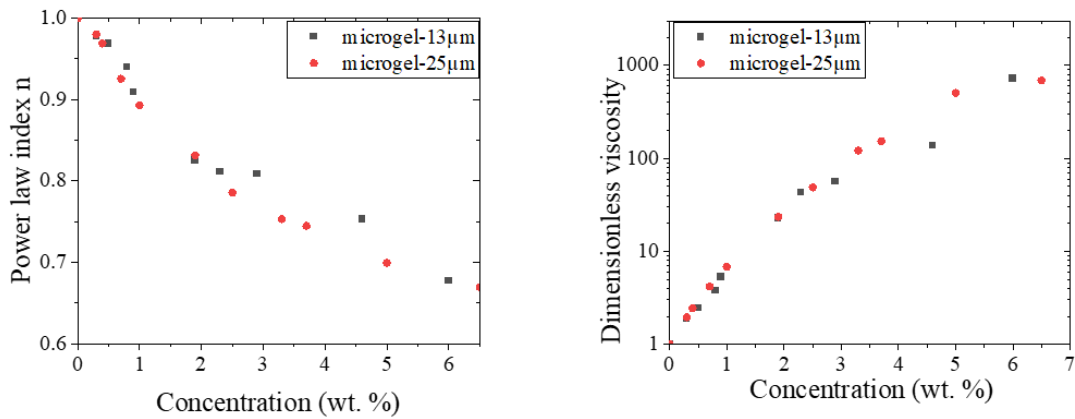 1.0
0.9
0.8
0.7
0.6
Power law index n
microgel-13µm
microgel-25µm
0 1 2 3 4 5 6
Concentration (wt. %)
1000
100
10
1
Dimensionless viscosity
microgel-13µm
microgel-25µm
0 1 2 3 4 5 6 7
Concentration (wt. %)